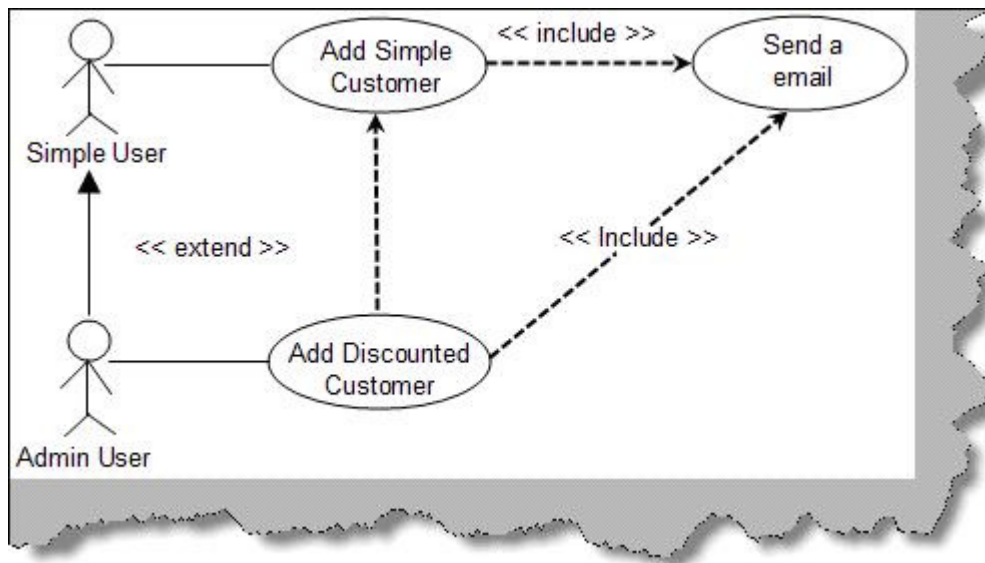 Add Simple
Customer
<< include >>
Send a
email
Simple User
<< extend >>
<< Include >>
Add Discounted
Customer
Admin User